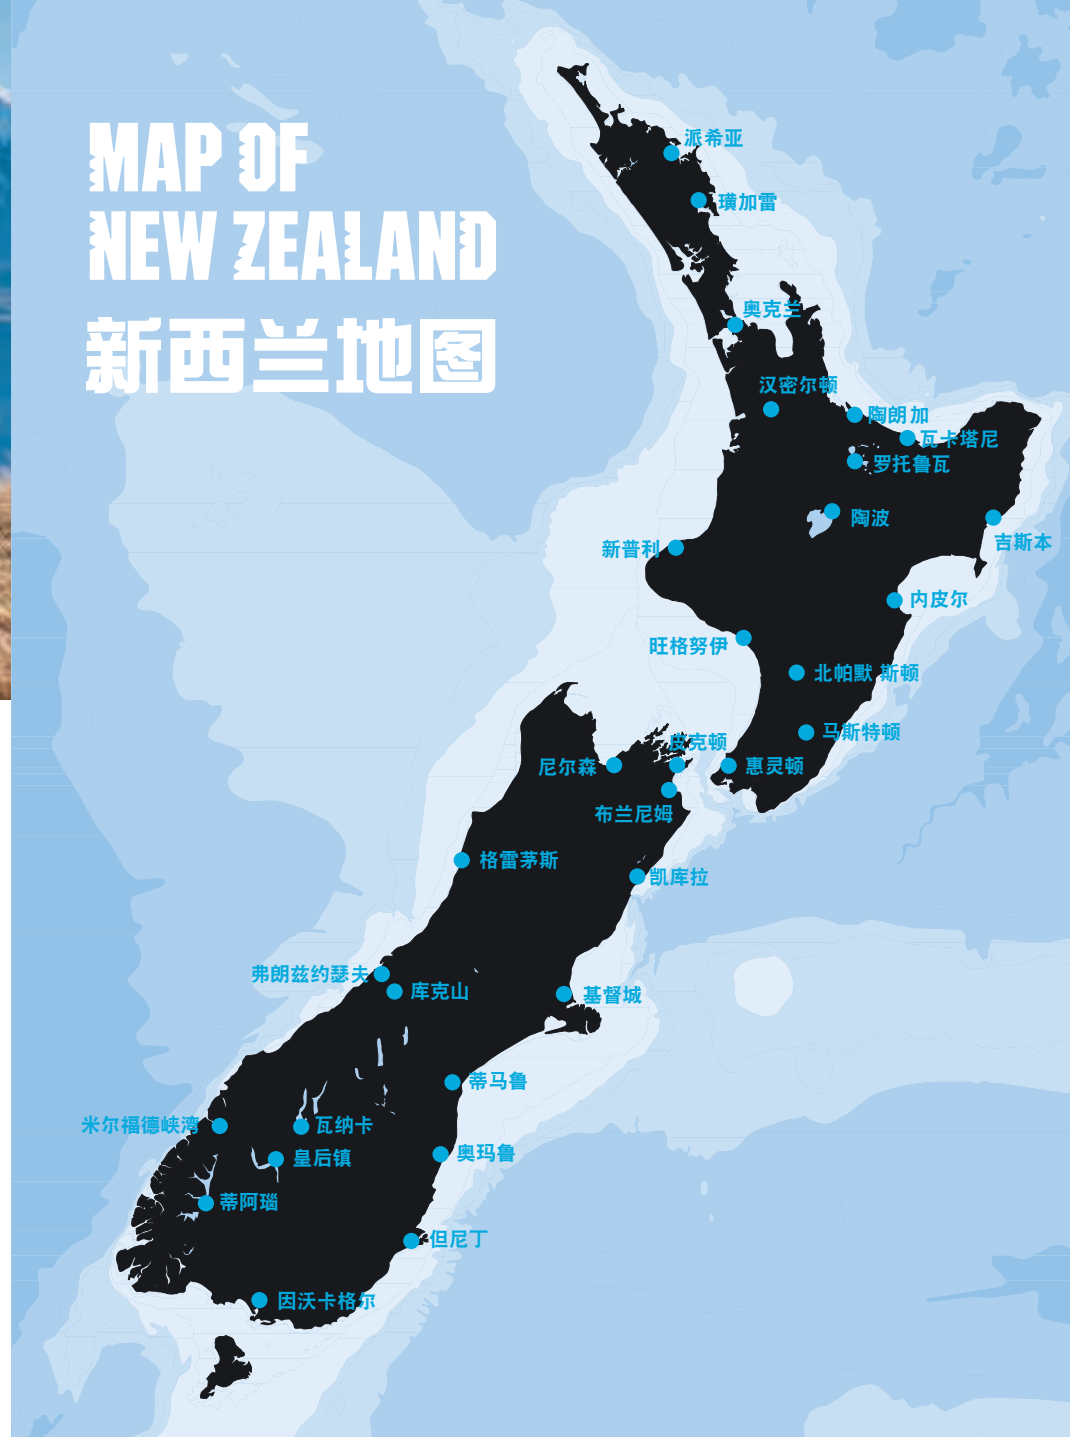 MAP OF
NEW ZEALAND
新西兰地图
派希亚
璜加雷
奥克兰
汉密尔顿
陶朗加
瓦卡塔尼
罗托鲁瓦
陶波
吉斯本
新普利
内皮尔
旺格努伊
北帕默 斯顿
马斯特顿
皮克顿
尼尔森
惠灵顿
布兰尼姆
格雷茅斯
凯库拉
弗朗兹约瑟夫
库克山
基督城
蒂马鲁
米尔福德峡湾
瓦纳卡
奥玛鲁
皇后镇
蒂阿瑙
但尼丁
因沃卡格尔